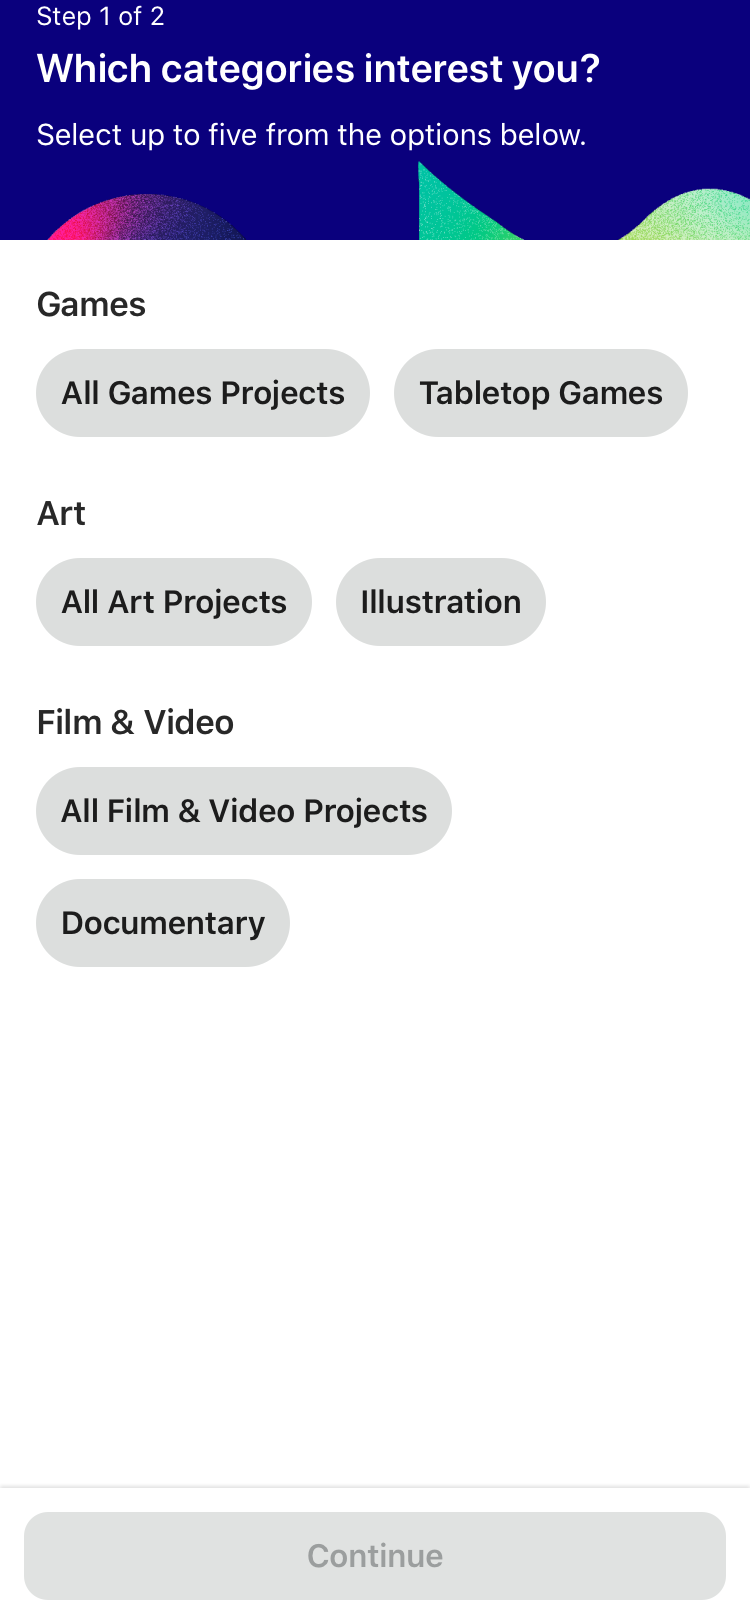 Step 1 of 2
Which categories interest you?
Select up to five from the options below.
Games
All Games Projects
Tabletop Games
Art
All Art Projects
Illustration
Film & Video
All Film & Video Projects
Documentary
Continue